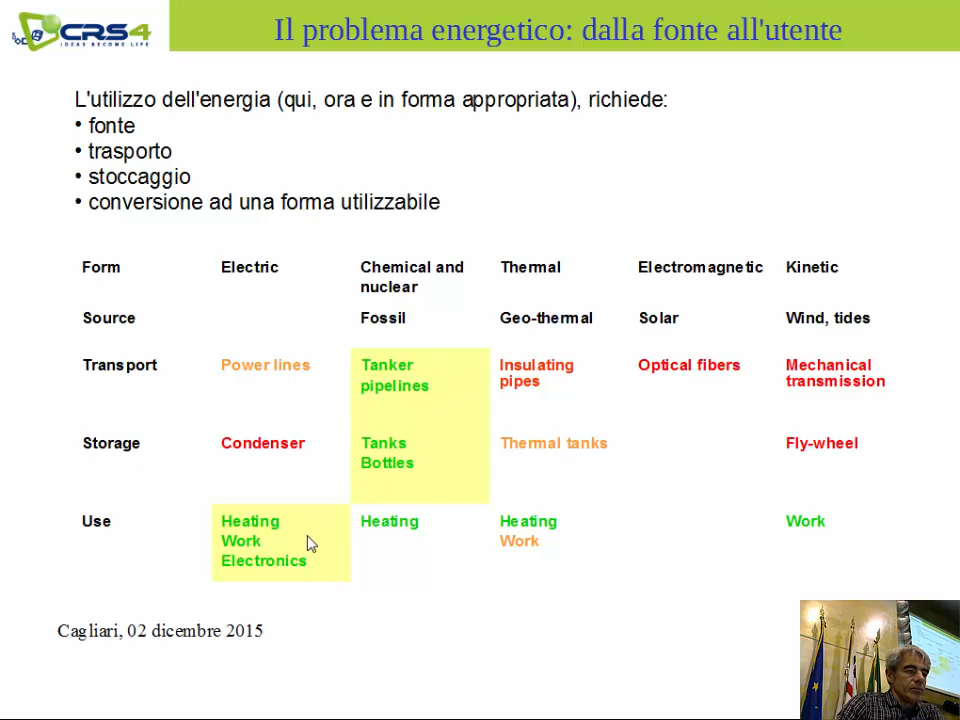 CRS4
IDEAS BECOME LIFE
Il problema energetico: dalla fonte all'utente
L'utilizzo dell'energia (qui, ora e in forma appropriata), richiede:
• fonte
• trasporto
• stoccaggio
• conversione ad una forma utilizzabile
Form Electric Chemical and nuclear Thermal Electromagnetic Kinetic
Source Fossil Geo-thermal Solar Wind, tides
Transport Power lines Tanker pipelines Insulating pipes Optical fibers Mechanical transmission
Storage Condenser Tanks Bottles Thermal tanks Fly-wheel
Use Heating Work Electronics Heating Heating Work Work
Cagliari, 02 dicembre 2015